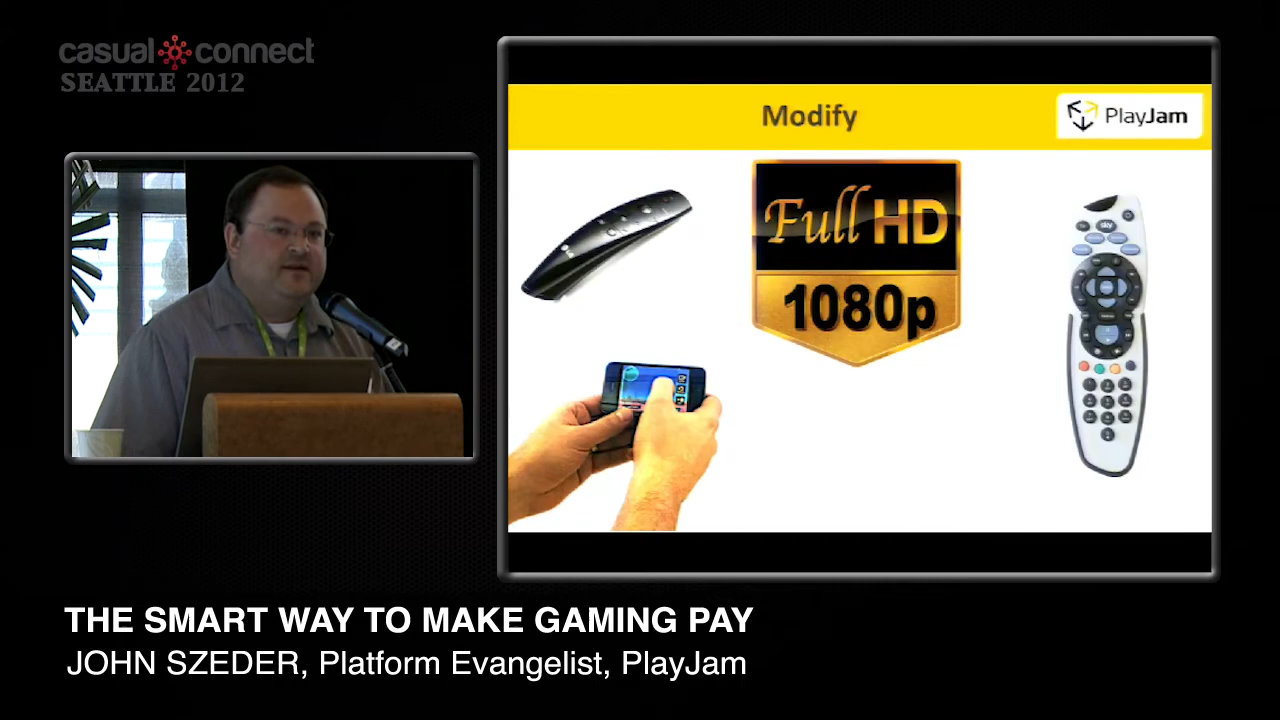 casual connect
SEATTLE 2012
Modify
PlayJam
Full HD
1080p
sky
THE SMART WAY TO MAKE GAMING PAY
JOHN SZEDER, Platform Evangelist, PlayJam